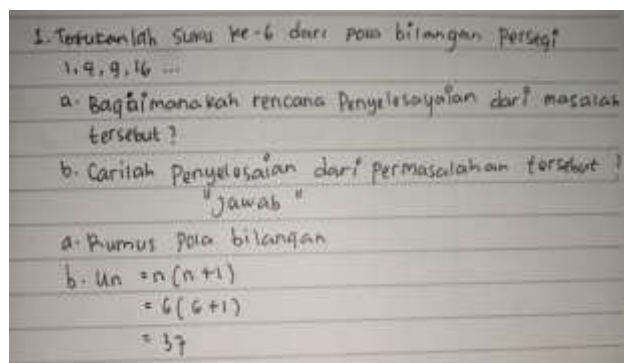 1. Tentukanlah suku ke-6 dari pola bilangan persegi
1, 4, 9, 16 ...
a. Bagaimanakah rencana Penyelesayaian dari masalah
tersebut ?
b. Carilah Penyelesaian dari Permasalahan tersebut !
"Jawab"
a. Rumus Pola bilangan
b. Un = n (n+1)
= 6 (6+1)
= 37